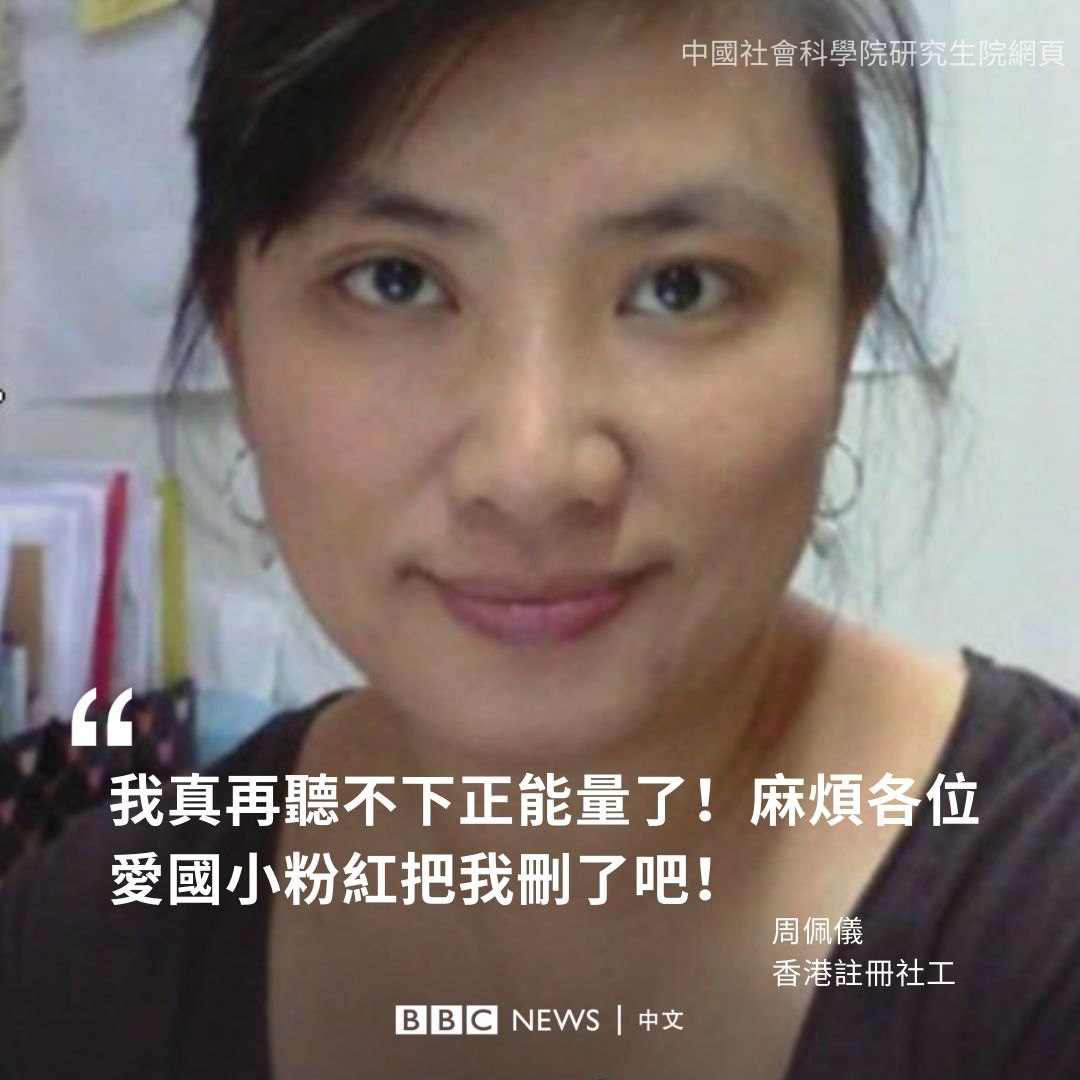 中國社會科學院研究生院網頁
“
我真再聽不下正能量了！麻煩各位
愛國小粉紅把我刪了吧！
周佩儀
香港註冊社工
BBC NEWS | 中文